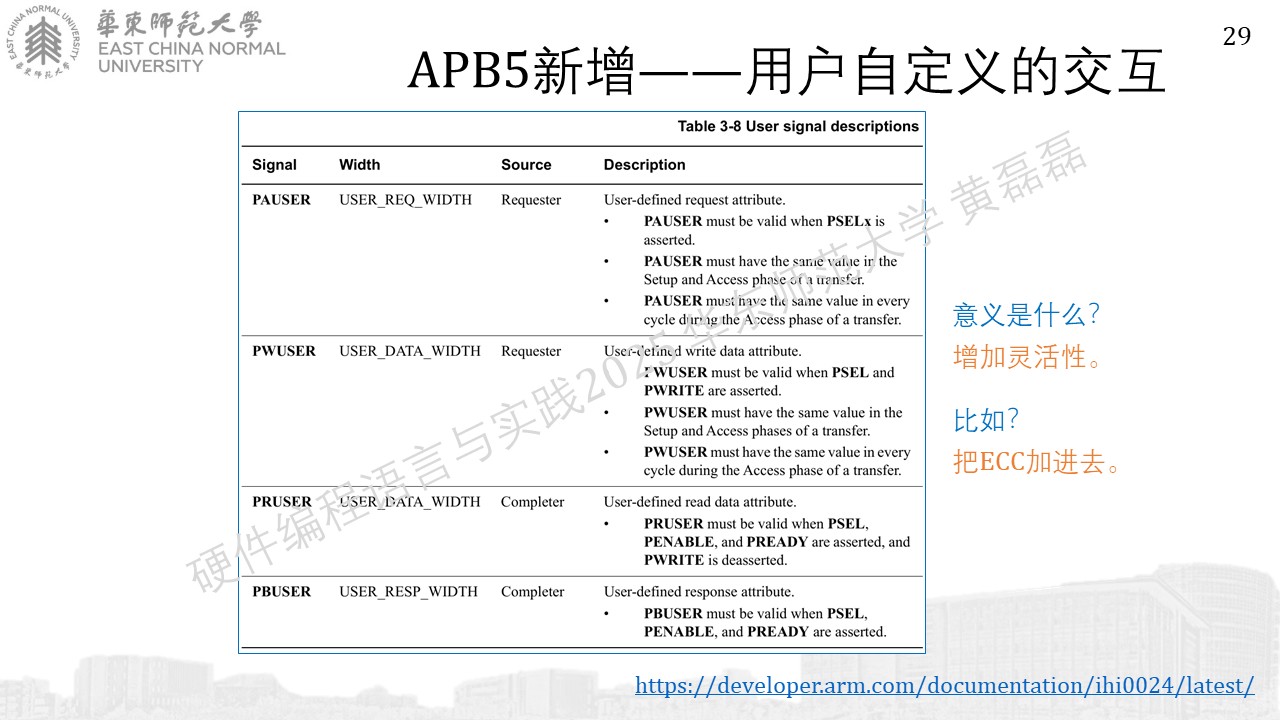 華東師範大學
EAST CHINA NORMAL
UNIVERSITY
29
APB5新增——用户自定义的交互
Table 3-8 User signal descriptions
Signal Width Source Description
PAUSER USER_REQ_WIDTH Requester User-defined request attribute.
• PAUSER must be valid when PSELx is
asserted.
• PAUSER must have the same value in the
Setup and Access phase of a transfer.
• PAUSER must have the same value in every
cycle during the Access phase of a transfer.
PWUSER USER_DATA_WIDTH Requester User-defined write data attribute.
PWUSER must be valid when PSEL and
PWRITE are asserted.
• PWUSER must have the same value in the
Setup and Access phases of a transfer.
• PWUSER must have the same value in every
cycle during the Access phase of a transfer.
PRUSER USER_DATA_WIDTH Completer User-defined read data attribute.
• PRUSER must be valid when PSEL,
PENABLE, and PREADY are asserted, and
PWRITE is deasserted.
PBUSER USER_RESP_WIDTH Completer User-defined response attribute.
• PBUSER must be valid when PSEL,
PENABLE, and PREADY are asserted.
意义是什么？
增加灵活性。
比如？
把ECC加进去。
硬件编程语言与实践2025 华东师范大学 黄磊磊
https://developer.arm.com/documentation/ihi0024/latest/
EAST CHINA NORMAL UNIVERSITY
華東師範大學